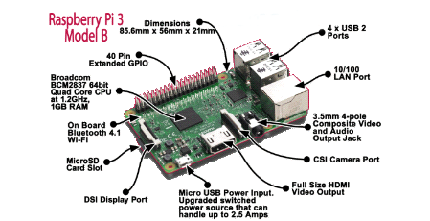 Raspberry Pi 3
Model B
Dimensions
85.6mm x 56mm x 21mm
4 x USB 2
Ports
40 Pin
Extended GPIO
10/100
LAN Port
Broadcom
BCM2837 64bit
Quad Core CPU
at 1.2GHz,
1GB RAM
3.5mm 4-pole
Composite Video
and Audio
Output Jack
On Board
Bluetooth 4.1
Wi-Fi
MicroSD
Card Slot
CSI Camera Port
DSI Display Port
Micro USB Power Input.
Upgraded switched
power source that can
handle up to 2.5 Amps
Full Size HDMI
Video Output